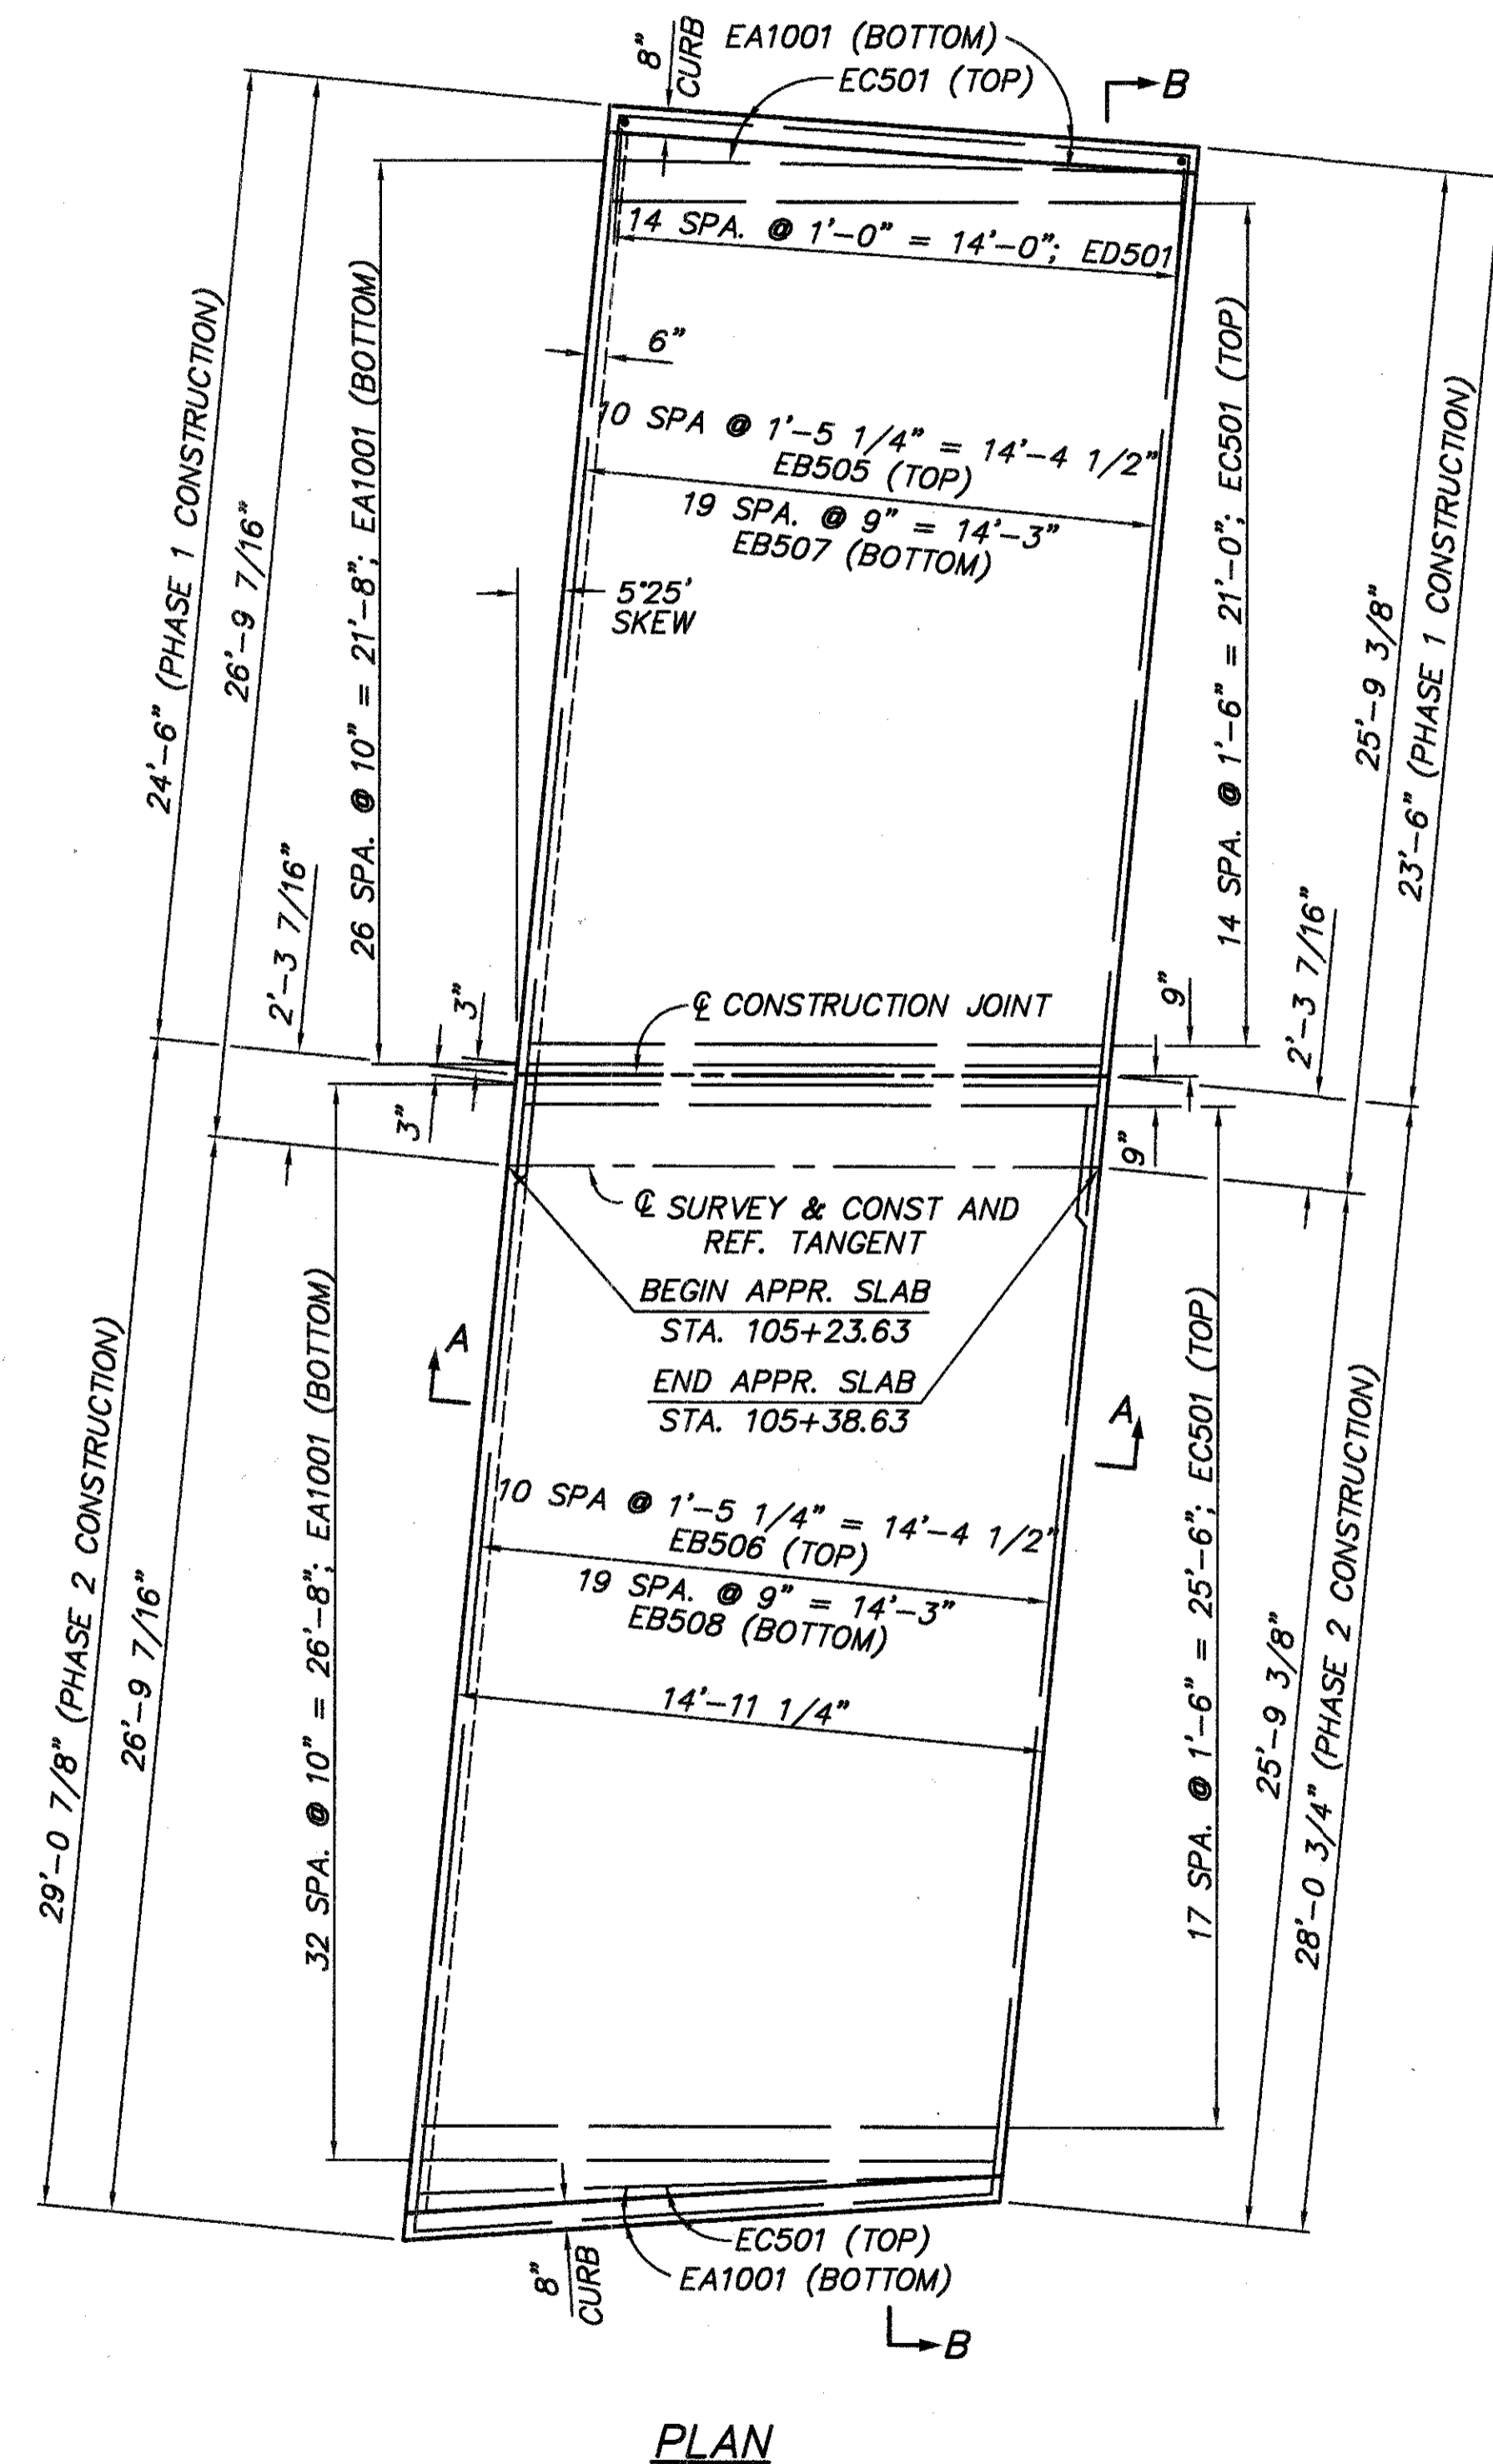 8"
CURB
EA1001 (BOTTOM)
EC501 (TOP)
B
14 SPA. @ 1'-0" = 14'-0"; ED501
6"
10 SPA @ 1'-5 1/4" = 14'-4 1/2"
EB505 (TOP)
19 SPA. @ 9" = 14'-3"
EB507 (BOTTOM)
5°25'
SKEW
24'-6" (PHASE 1 CONSTRUCTION)
26'-9 7/16"
2'-3 7/16"
26 SPA. @ 10" = 21'-8"; EA1001 (BOTTOM)
3"
3"
14 SPA. @ 1'-6" = 21'-0"; EC501 (TOP)
25'-9 3/8"
23'-6" (PHASE 1 CONSTRUCTION)
2'-3 7/16"
9"
9"
℄ CONSTRUCTION JOINT
℄ SURVEY & CONST AND
REF. TANGENT
BEGIN APPR. SLAB
STA. 105+23.63
END APPR. SLAB
STA. 105+38.63
A
A
10 SPA @ 1'-5 1/4" = 14'-4 1/2"
EB506 (TOP)
19 SPA. @ 9" = 14'-3"
EB508 (BOTTOM)
14'-11 1/4"
29'-0 7/8" (PHASE 2 CONSTRUCTION)
26'-9 7/16"
32 SPA. @ 10" = 26'-8"; EA1001 (BOTTOM)
17 SPA. @ 1'-6" = 25'-6"; EC501 (TOP)
25'-9 3/8"
28'-0 3/4" (PHASE 2 CONSTRUCTION)
8"
CURB
EC501 (TOP)
EA1001 (BOTTOM)
B
PLAN